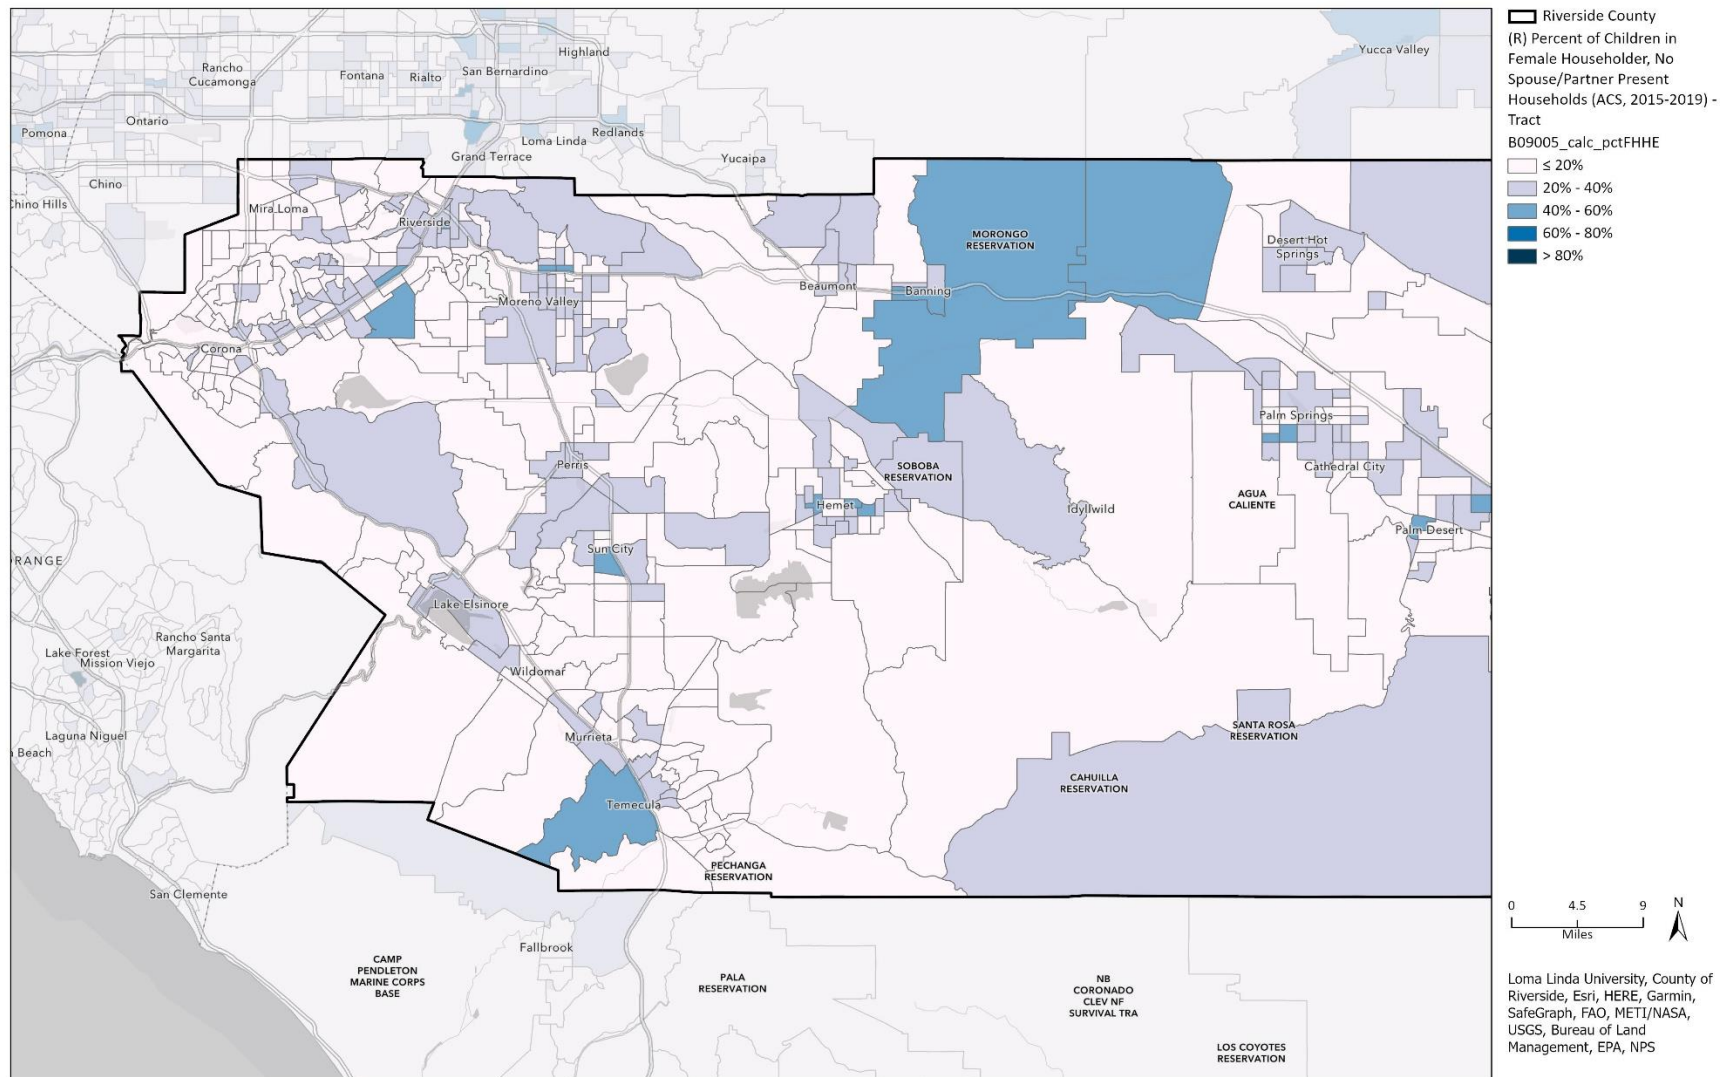 Riverside County
(R) Percent of Children in
Female Householder, No
Spouse/Partner Present
Households (ACS, 2015-2019) -
Tract
B09005_calc_pctFHHE
≤ 20%
20% - 40%
40% - 60%
60% - 80%
> 80%
Highland
Yucca Valley
Rancho
Cucamonga
Fontana
Rialto
San Bernardino
Ontario
Pomona
Loma Linda
Redlands
Grand Terrace
Yucaipa
Chino
Chino Hills
Mira Loma
Riverside
MORONGO
RESERVATION
Desert Hot
Springs
Beaumont
Banning
Moreno Valley
Corona
Palm Springs
Perris
SOBOBA
RESERVATION
Cathedral City
AGUA
CALIENTE
Hemet
Idyllwild
Palm Desert
Sun City
ORANGE
Lake Elsinore
Rancho Santa
Margarita
Lake Forest
Mission Viejo
Wildomar
Laguna Niguel
a Beach
Murrieta
SANTA ROSA
RESERVATION
CAHUILLA
RESERVATION
Temecula
PECHANGA
RESERVATION
San Clemente
Fallbrook
CAMP
PENDLETON
MARINE CORPS
BASE
PALA
RESERVATION
NB
CORONADO
CLEV NF
SURVIVAL TRA
LOS COYOTES
RESERVATION
0 4.5 9
Miles
N
Loma Linda University, County of
Riverside, Esri, HERE, Garmin,
SafeGraph, FAO, METI/NASA,
USGS, Bureau of Land
Management, EPA, NPS